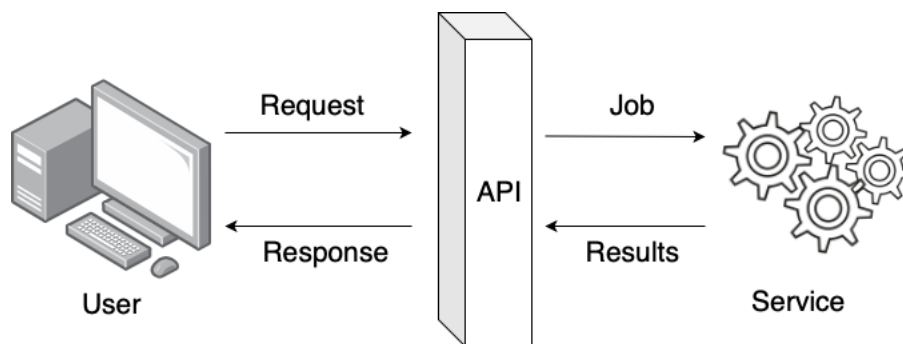 Request
Job
API
Response
Results
User
Service